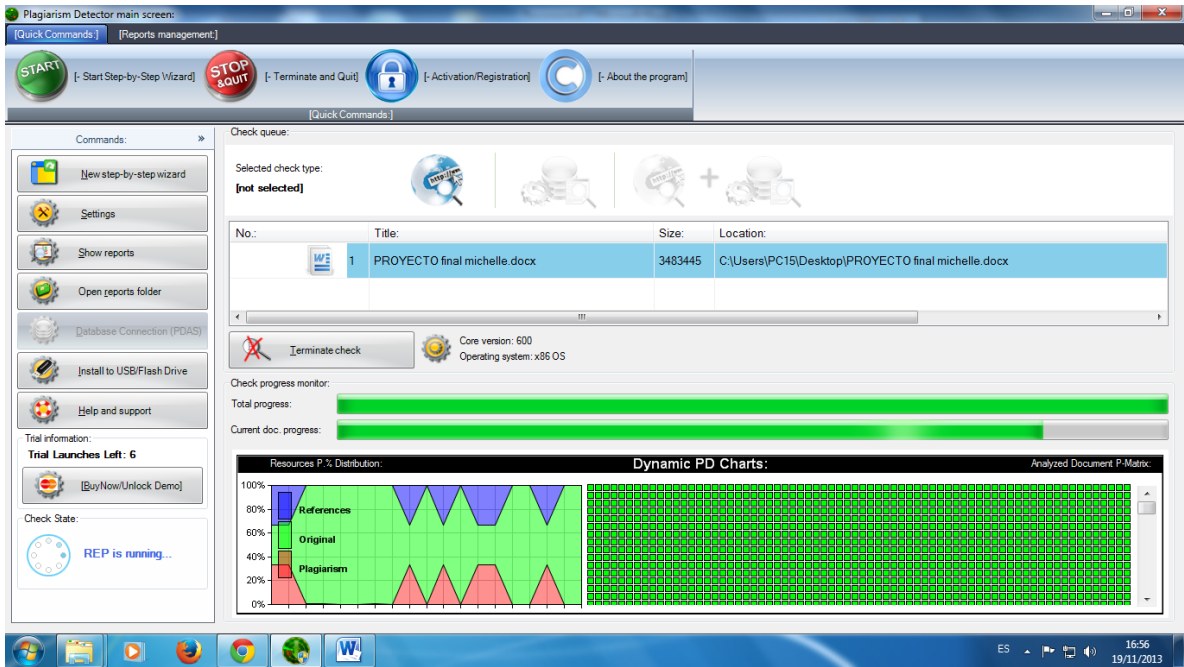 Plagiarism Detector main screen:
[Quick Commands:] [Reports management:]
START [- Start Step-by-Step Wizard] STOP &QUIT [- Terminate and Quit] [- Activation/Registration] C [- About the program]
[Quick Commands:]
Commands: »
New step-by-step wizard
Settings
Show reports
Open reports folder
Database Connection (PDAS)
Install to USB/Flash Drive
Help and support
Trial information:
Trial Launches Left: 6
[BuyNow/Unlock Demo]
Check State:
REP is running...
Check queue:
Selected check type:
[not selected]
No.: Title: Size: Location:
1 PROYECTO final michelle.docx 3483445 C:\Users\PC15\Desktop\PROYECTO final michelle.docx
Terminate check
Core version: 600
Operating system: x86 OS
Check progress monitor:
Total progress:
Current doc. progress:
Resources P.% Distribution: Dynamic PD Charts: Analyzed Document P-Matrix:
100%
80%
60%
40%
20%
0%
References
Original
Plagiarism
ES 16:56
19/11/2013